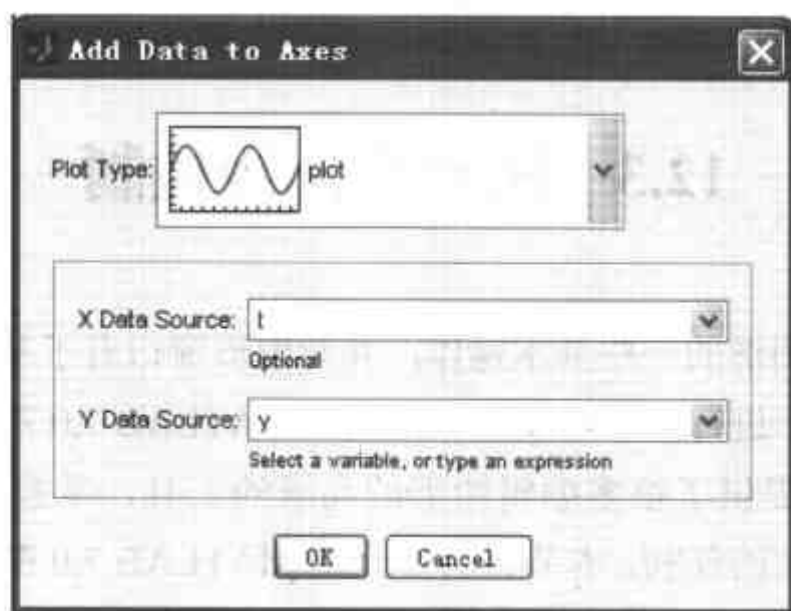 Add Data to Axes
Plot Type: plot
X Data Source: t
Optional
Y Data Source: y
Select a variable, or type an expression
OK Cancel